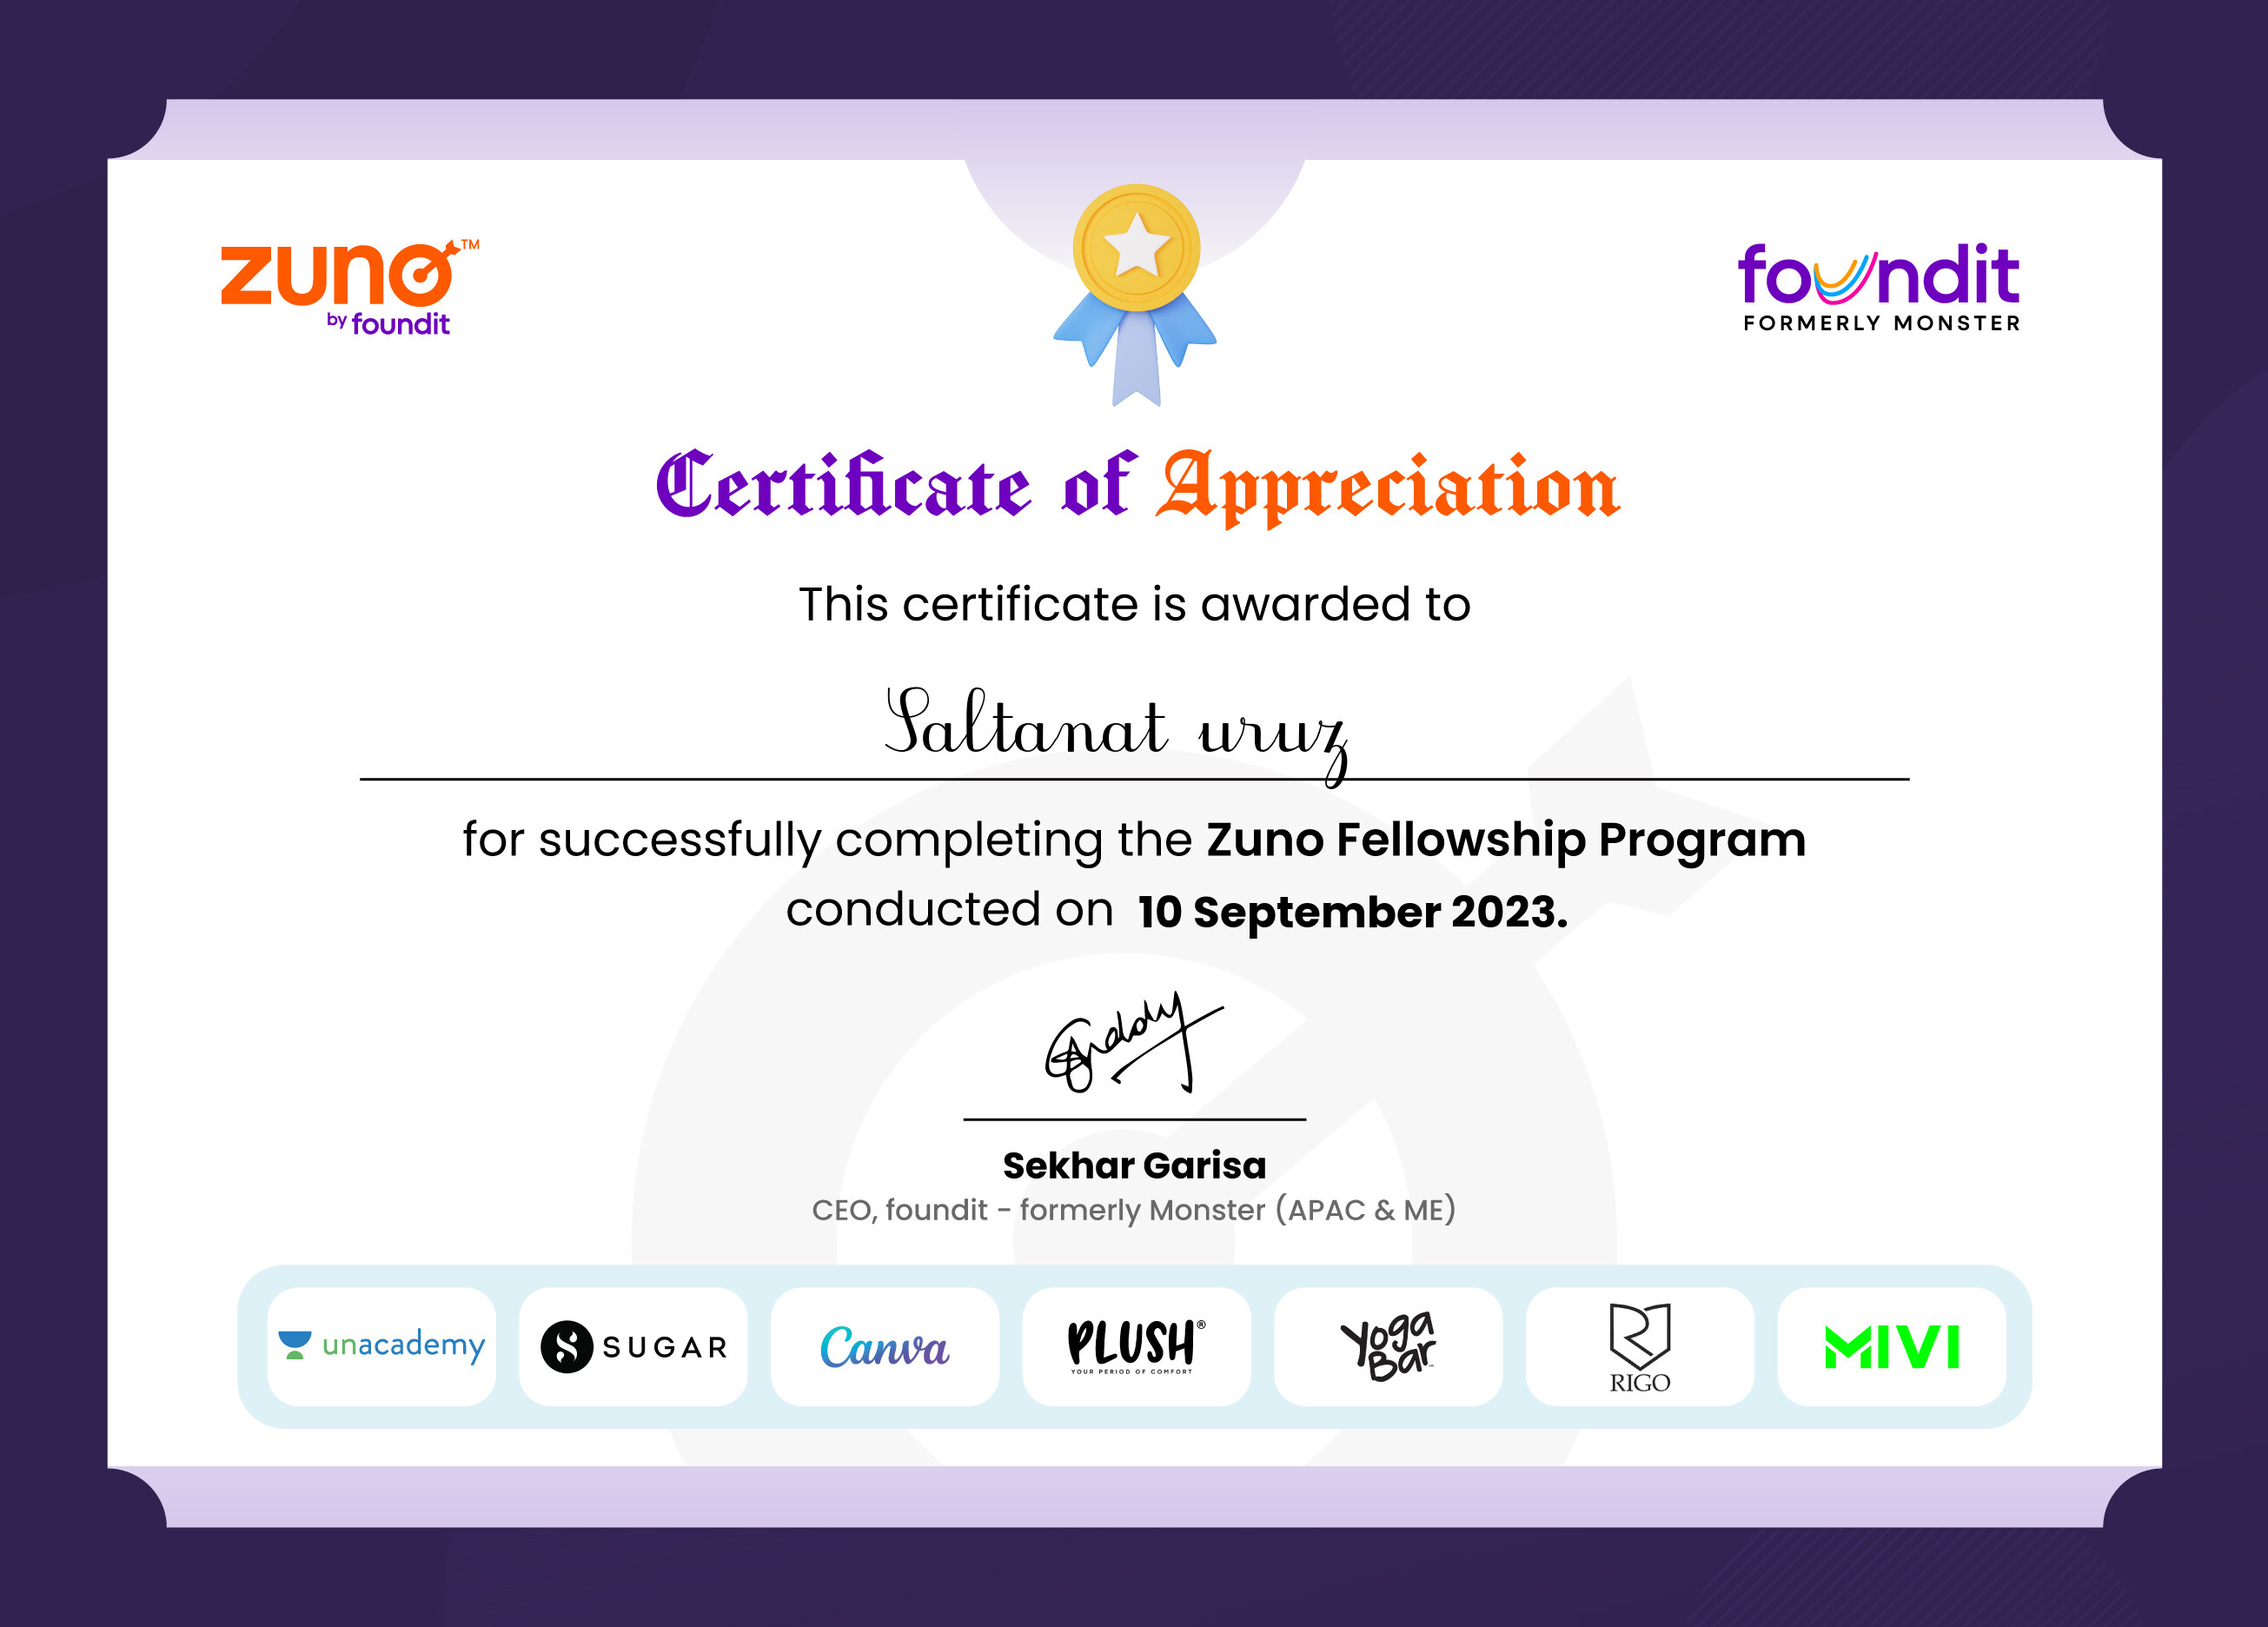 zuno™
by foundit
foundit
FORMERLY MONSTER
Certificate of Appreciation
This certificate is awarded to
Saltanat uruz
for successfully completing the Zuno Fellowship Program
conducted on 10 September 2023.
Sekhar Garisa
CEO, foundit - formerly Monster (APAC & ME)
unacademy
SUGAR
Canva
PLUSH®
YOUR PERIOD OF COMFORT
Yoga
Bar
RIGO
MIVI